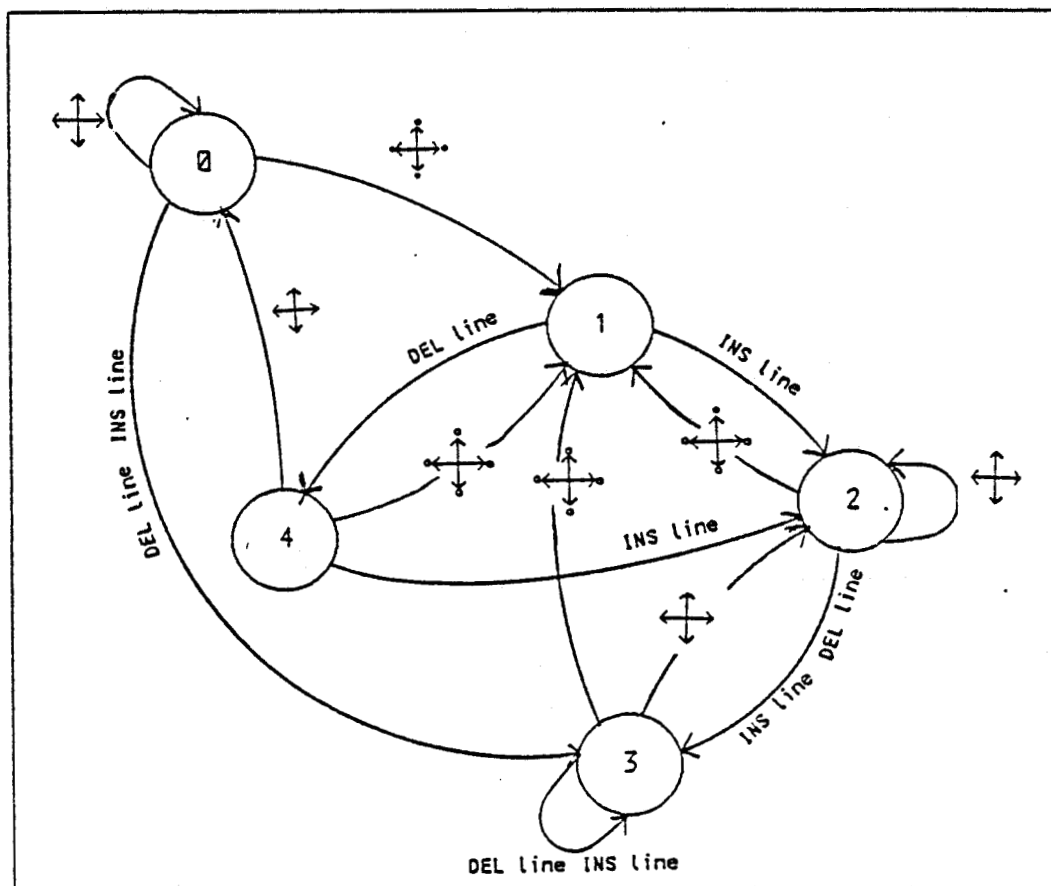 0
1
DEL line
INS line
DEL line INS line
4
INS line
2
INS line DEL line
3
DEL line INS line